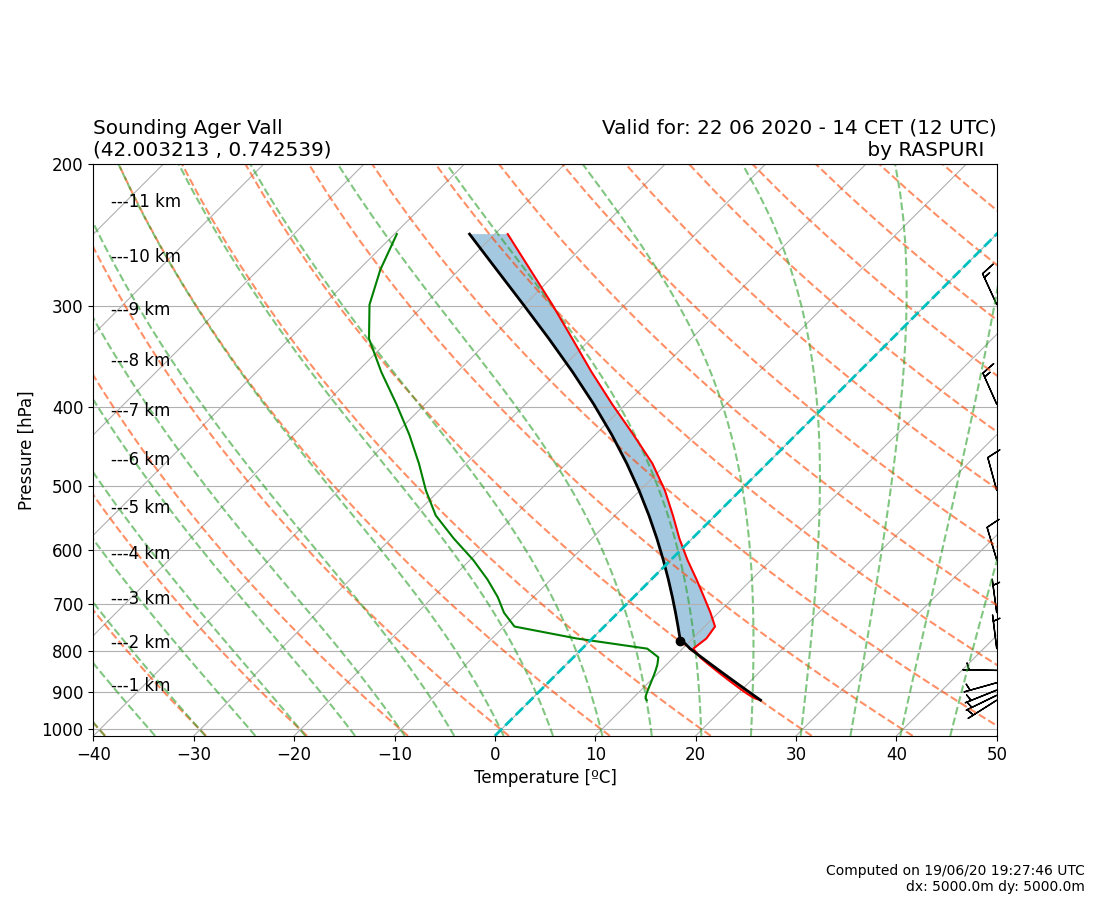 Sounding Ager Vall
(42.003213 , 0.742539)
Valid for: 22 06 2020 - 14 CET (12 UTC)
by RASPURI
200
300
400
500
600
700
800
900
1000
Pressure [hPa]
---11 km
---10 km
---9 km
---8 km
---7 km
---6 km
---5 km
---4 km
---3 km
---2 km
---1 km
−40 −30 −20 −10 0 10 20 30 40 50
Temperature [ºC]
Computed on 19/06/20 19:27:46 UTC
dx: 5000.0m dy: 5000.0m